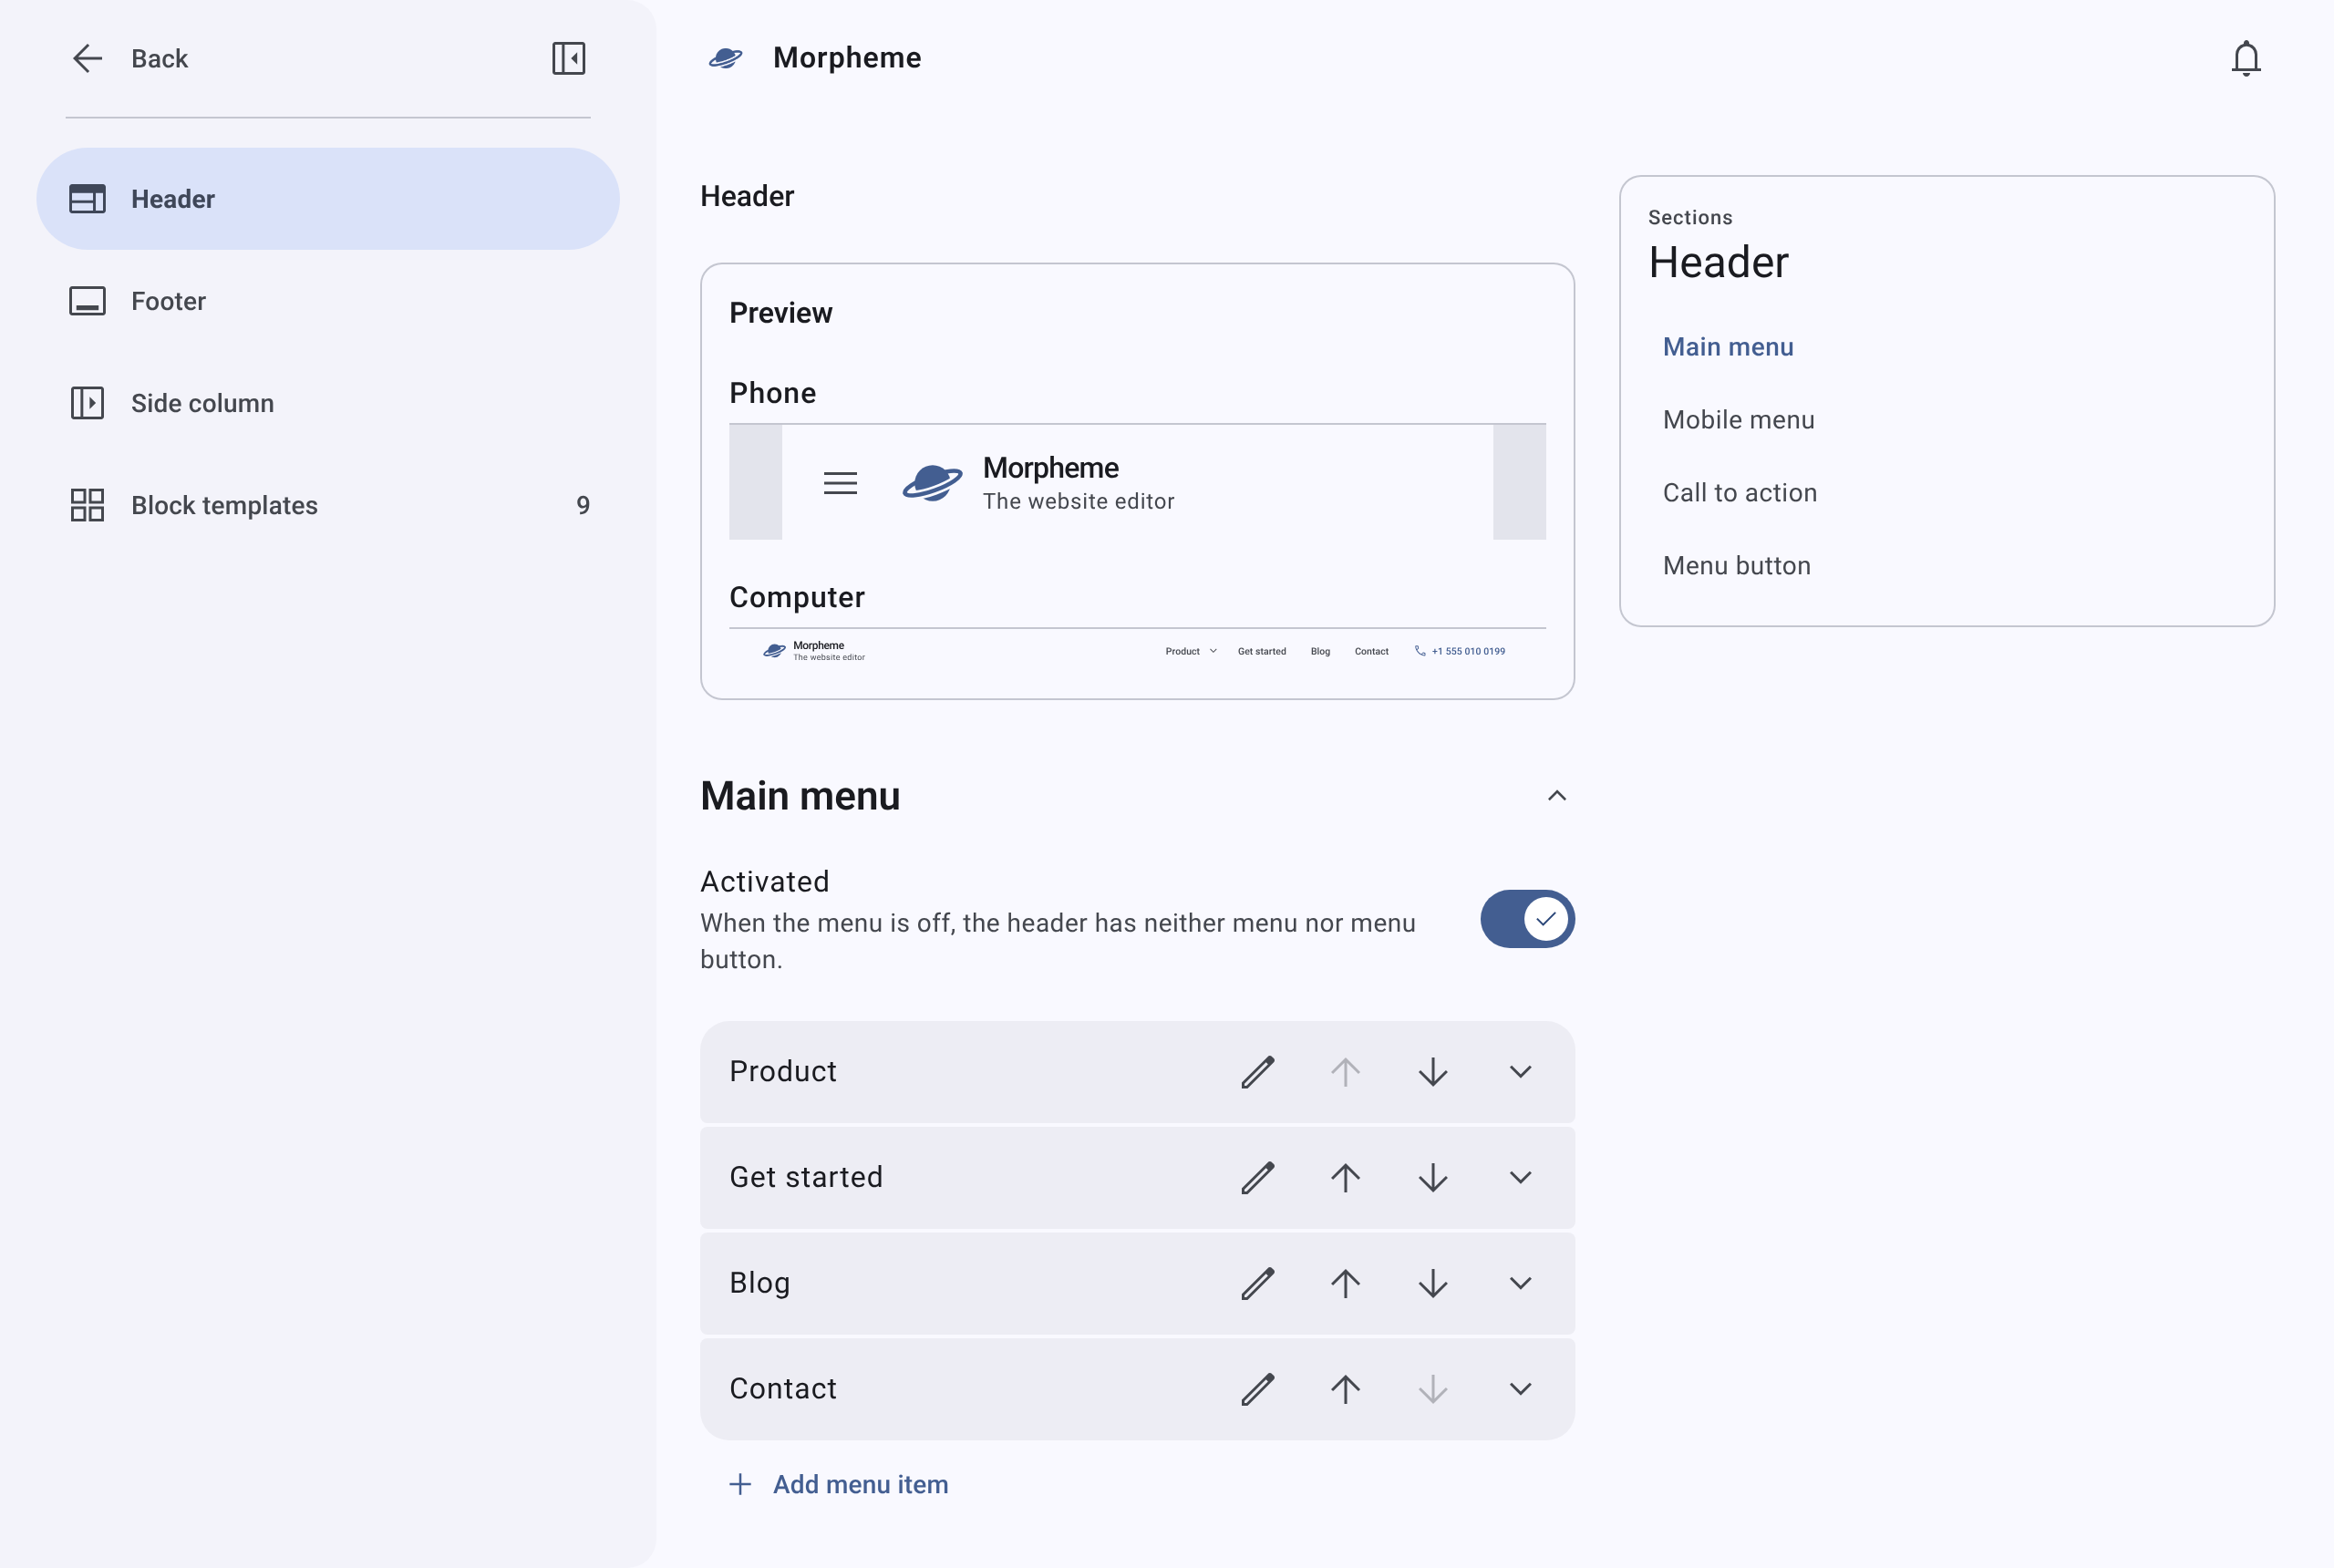 Back
Header
Footer
Side column
Block templates 9
Morpheme
Header
Preview
Phone
Morpheme
The website editor
Computer
Morpheme
The website editor
Product Get started Blog Contact +1 555 010 0199
Main menu
Activated
When the menu is off, the header has neither menu nor menu
button.
Product
Get started
Blog
Contact
Add menu item
Sections
Header
Main menu
Mobile menu
Call to action
Menu button